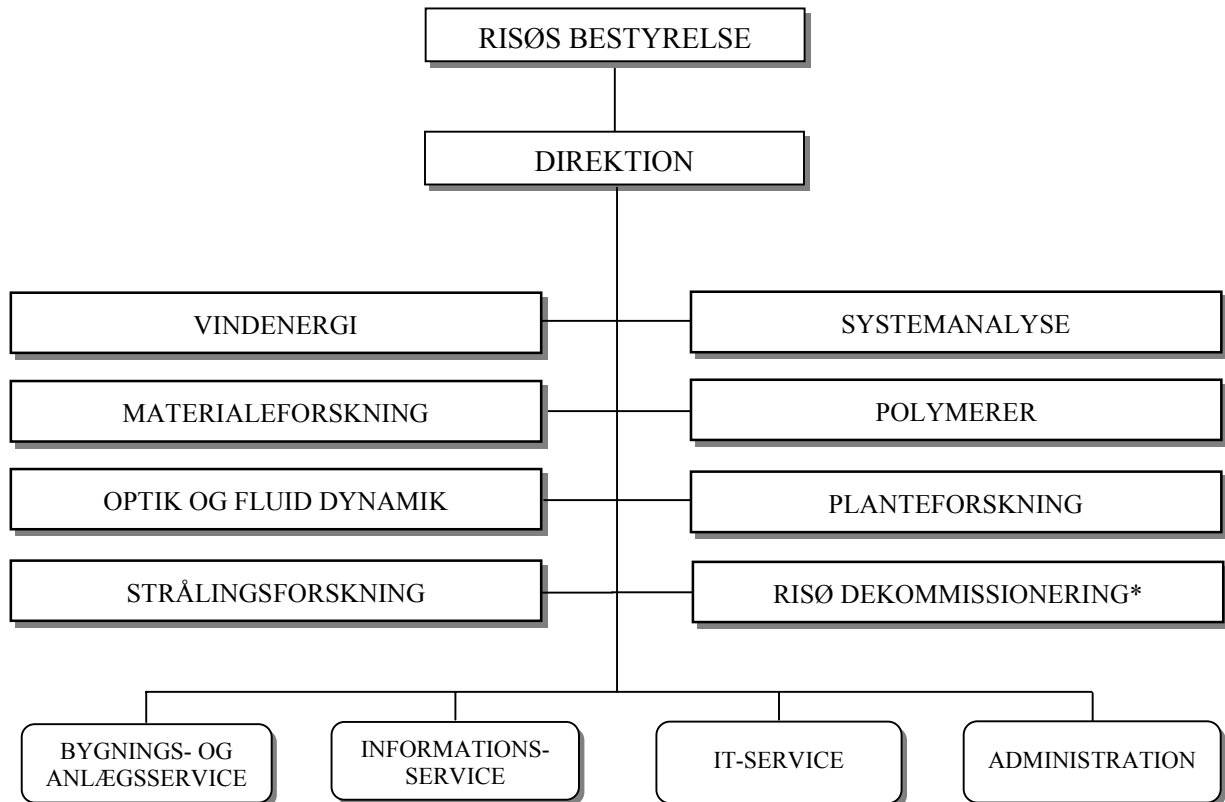 RISØS BESTYRELSE
DIREKTION
VINDENERGI
SYSTEMANALYSE
MATERIALEFORSKNING
POLYMERER
OPTIK OG FLUID DYNAMIK
PLANTEFORSKNING
STRÅLINGSFORSKNING
RISØ DEKOMMISSIONERING*
BYGNINGS- OG
ANLÆGSSERVICE
INFORMATIONS-
SERVICE
IT-SERVICE
ADMINISTRATION